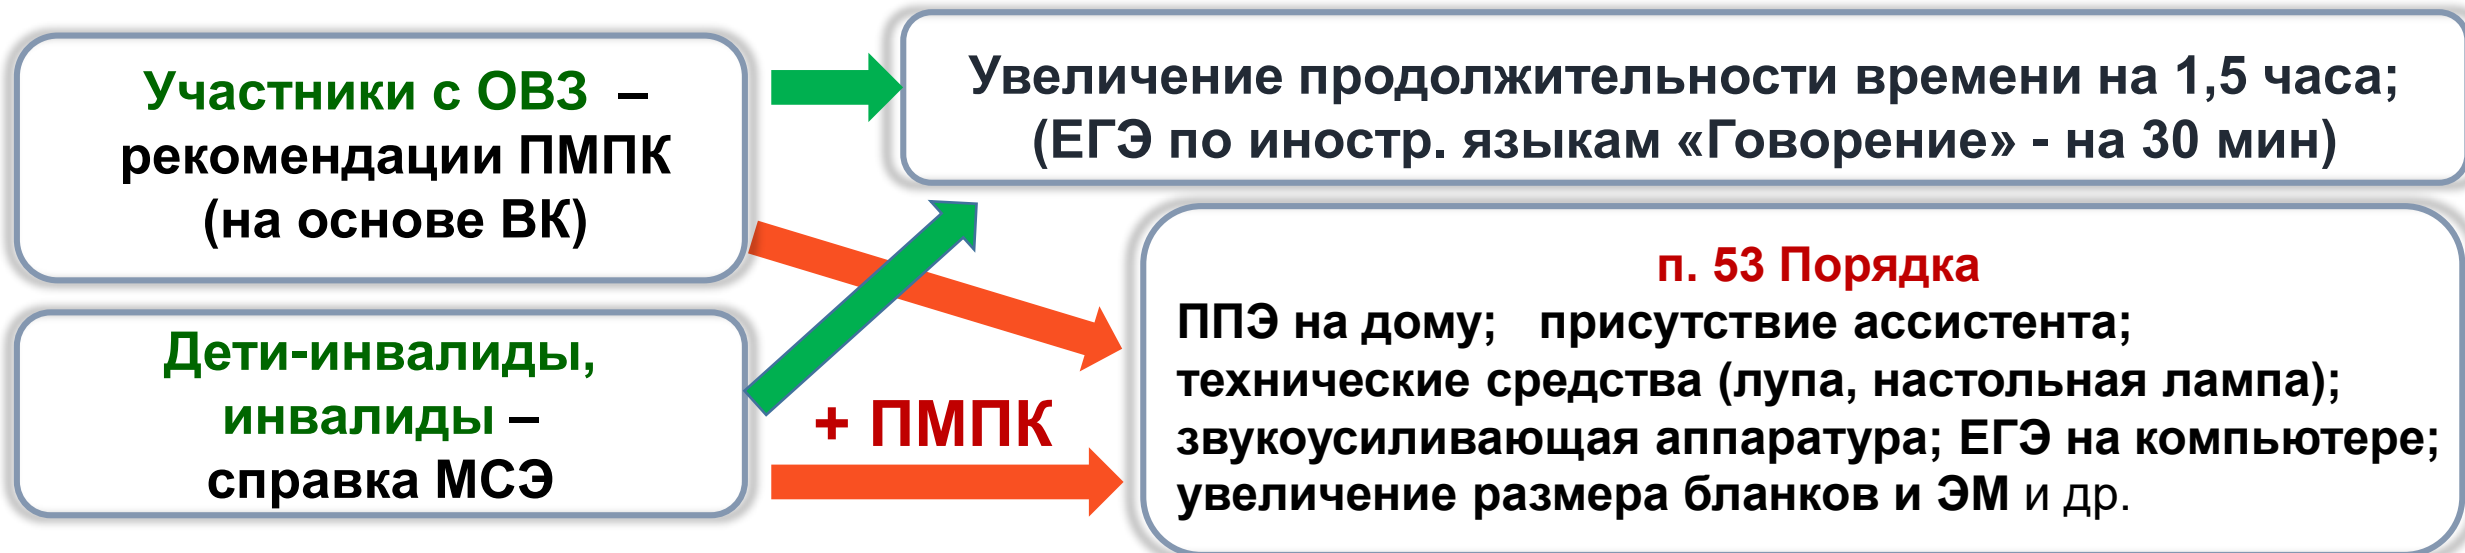 Участники с ОВЗ –
рекомендации ПМПК
(на основе ВК)
Увеличение продолжительности времени на 1,5 часа;
(ЕГЭ по иностр. языкам «Говорение» - на 30 мин)
Дети-инвалиды,
инвалиды –
справка МСЭ
+ ПМПК
п. 53 Порядка
ППЭ на дому; присутствие ассистента;
технические средства (лупа, настольная лампа);
звукоусиливающая аппаратура; ЕГЭ на компьютере;
увеличение размера бланков и ЭМ и др.